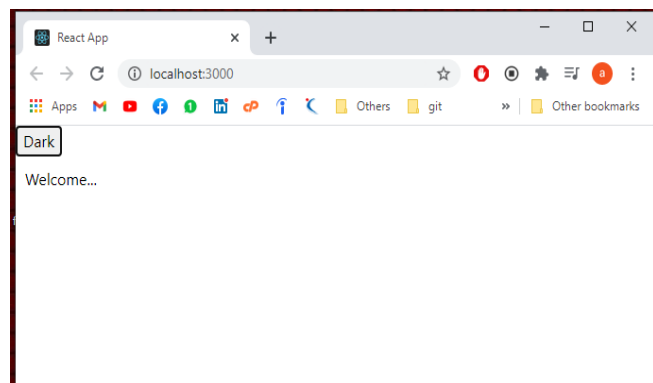 React App
localhost:3000
a
Apps
Others
git
»
Other bookmarks
Dark
Welcome...